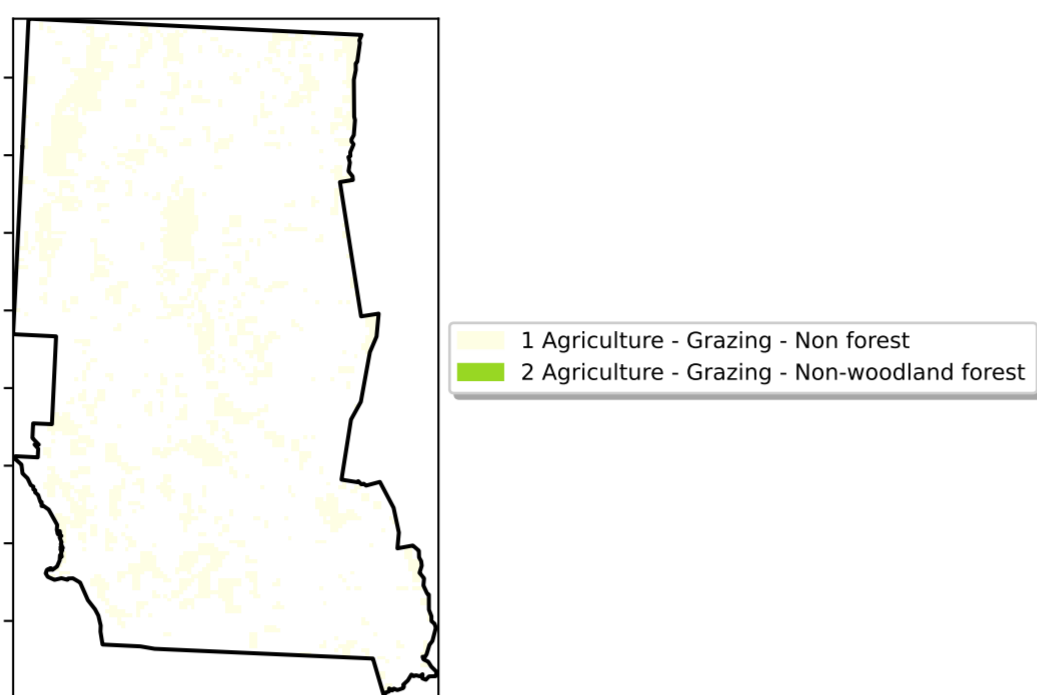 1 Agriculture - Grazing - Non forest
2 Agriculture - Grazing - Non-woodland forest